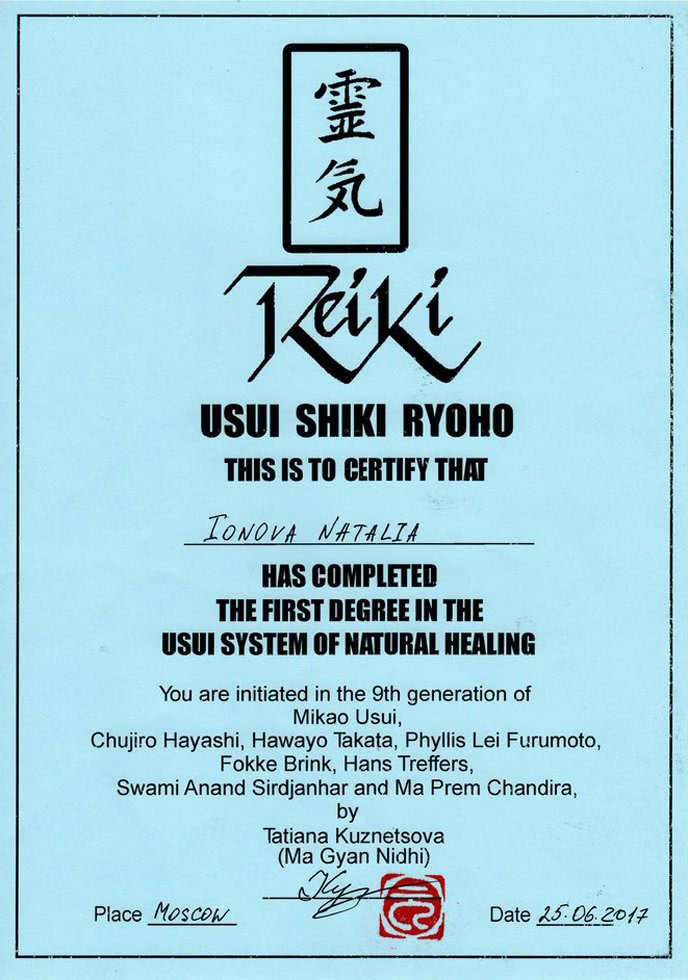 靈
気
Reiki
USUI SHIKI RYOHO
THIS IS TO CERTIFY THAT
IONOVA NATALIA
HAS COMPLETED
THE FIRST DEGREE IN THE
USUI SYSTEM OF NATURAL HEALING
You are initiated in the 9th generation of
Mikao Usui,
Chujiro Hayashi, Hawayo Takata, Phyllis Lei Furumoto,
Fokke Brink, Hans Treffers,
Swami Anand Sirdjanhar and Ma Prem Chandira,
by
Tatiana Kuznetsova
(Ma Gyan Nidhi)
Place MOSCOW Date 25.06.2017